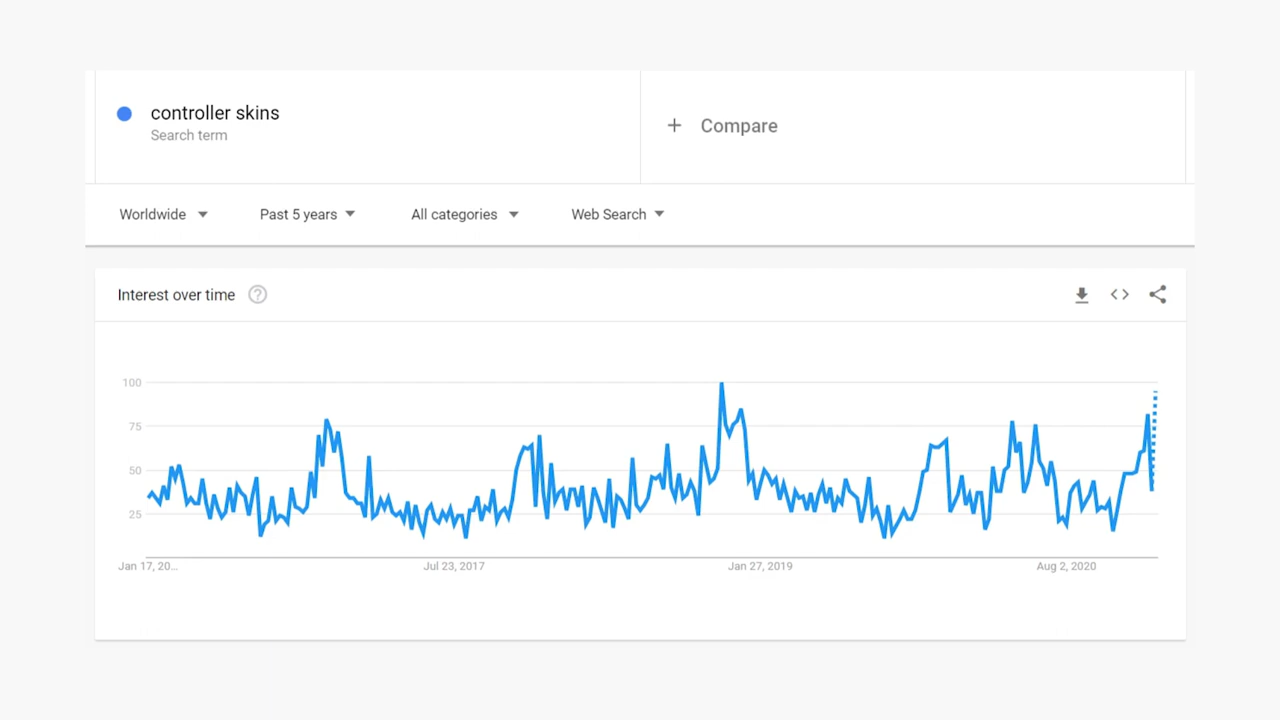 controller skins
Search term
+ Compare
Worldwide
Past 5 years
All categories
Web Search
Interest over time ?
100
75
50
25
Jan 17, 20...
Jul 23, 2017
Jan 27, 2019
Aug 2, 2020